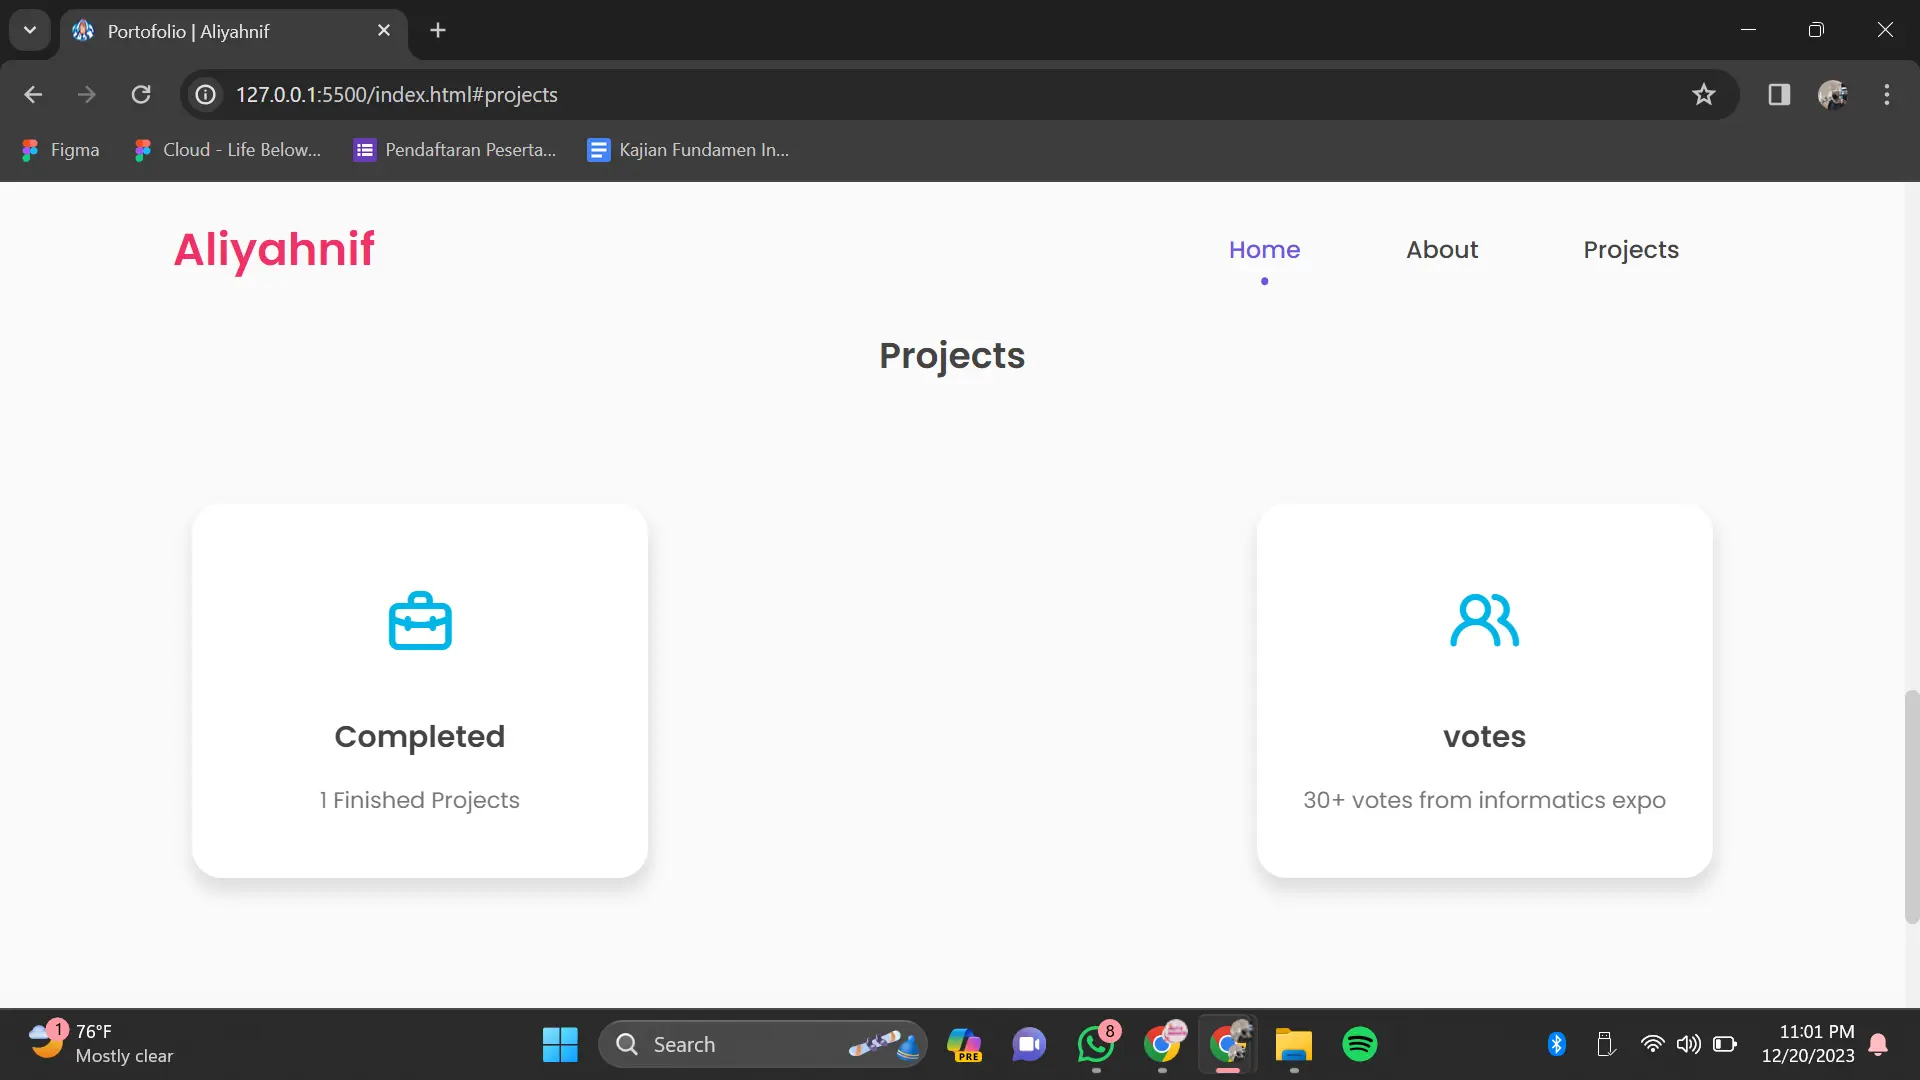 Portofolio | Aliyahnif
127.0.0.1:5500/index.html#projects
Figma
Cloud - Life Below...
Pendaftaran Peserta...
Kajian Fundamen In...
Aliyahnif
Home
About
Projects
Projects
Completed
1 Finished Projects
votes
30+ votes from informatics expo
1
76°F
Mostly clear
Search
PRE
8
11:01 PM
12/20/2023